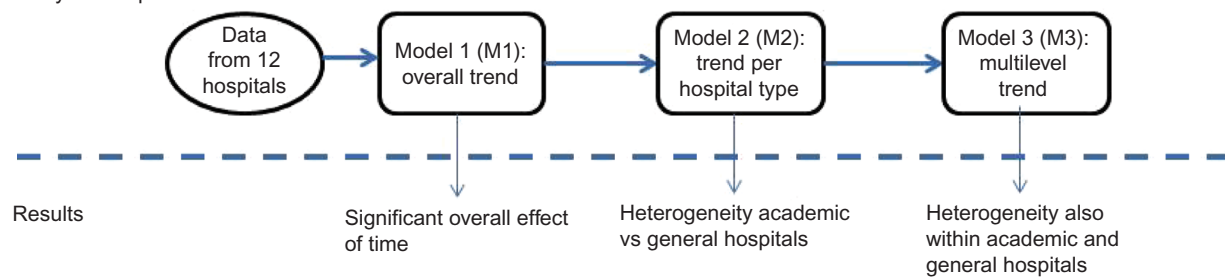 Data
from 12
hospitals
Model 1 (M1):
overall trend
Model 2 (M2):
trend per
hospital type
Model 3 (M3):
multilevel
trend
Results
Significant overall effect
of time
Heterogeneity academic
vs general hospitals
Heterogeneity also
within academic and
general hospitals